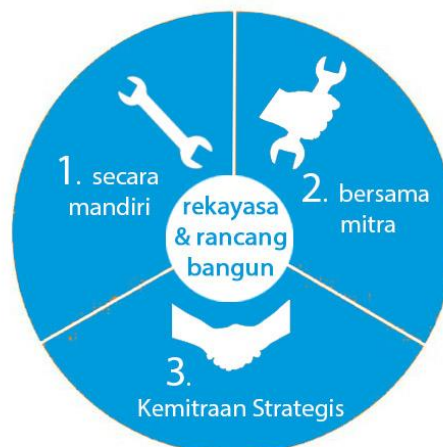 1. secara
mandiri
2. bersama
mitra
rekayasa
& rancang
bangun
3.
Kemitraan Strategis